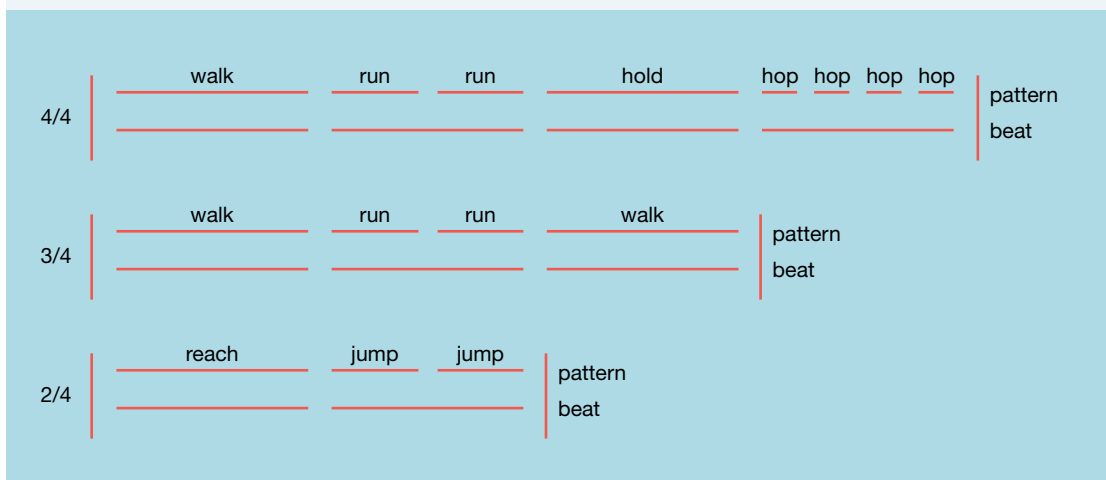 walk run run hold hop hop hop hop
pattern
4/4
beat
walk run run walk
pattern
3/4
beat
reach jump jump
pattern
2/4
beat